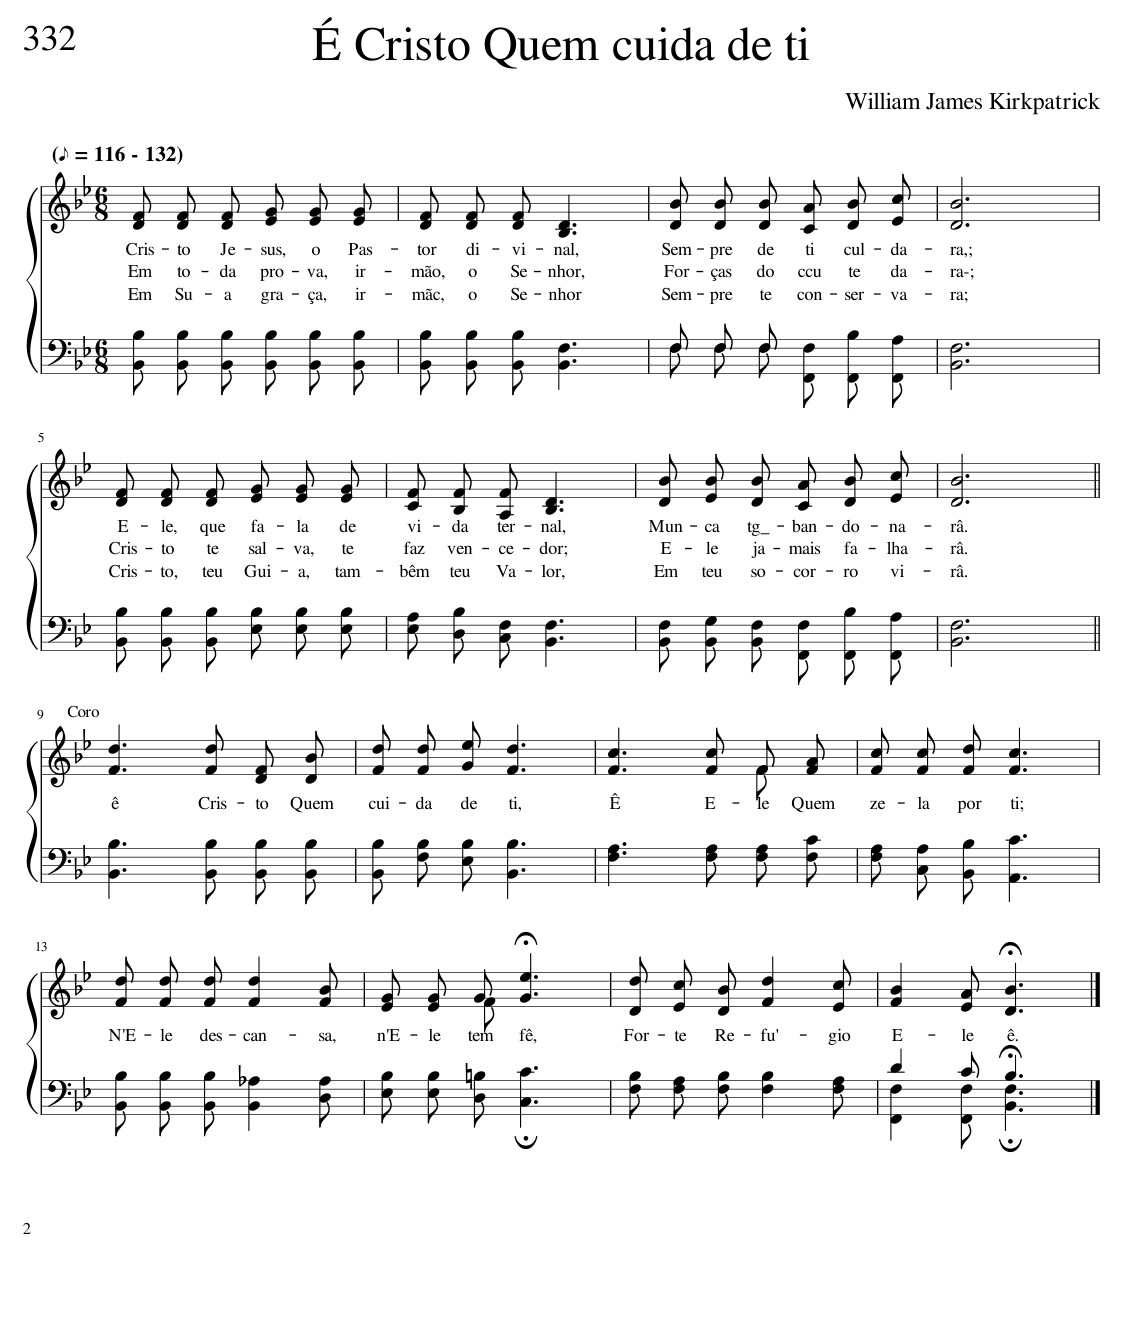 332
É Cristo Quem cuida de ti
William James Kirkpatrick
(♪ = 116 - 132)
Cris - to Je - sus, o Pas - tor di - vi - nal, Sem - pre de ti cul - da - ra,;
Em to - da pro - va, ir - mão, o Se - nhor, For - ças do ccu te da - ra-;
Em Su - a gra - ça, ir - mãc, o Se - nhor Sem - pre te con - ser - va - ra;
5
E - le, que fa - la de vi - da ter - nal, Mun - ca tg_ - ban - do - na - râ.
Cris - to te sal - va, te faz ven - ce - dor; E - le ja - mais fa - lha - râ.
Cris - to, teu Gui - a, tam - bêm teu Va - lor, Em teu so - cor - ro vi - râ.
9 Coro
ê Cris - to Quem cui - da de ti, Ê E - le Quem ze - la por ti;
13
N'E - le des - can - sa, n'E - le tem fê, For - te Re - fu' - gio E - le ê.
2